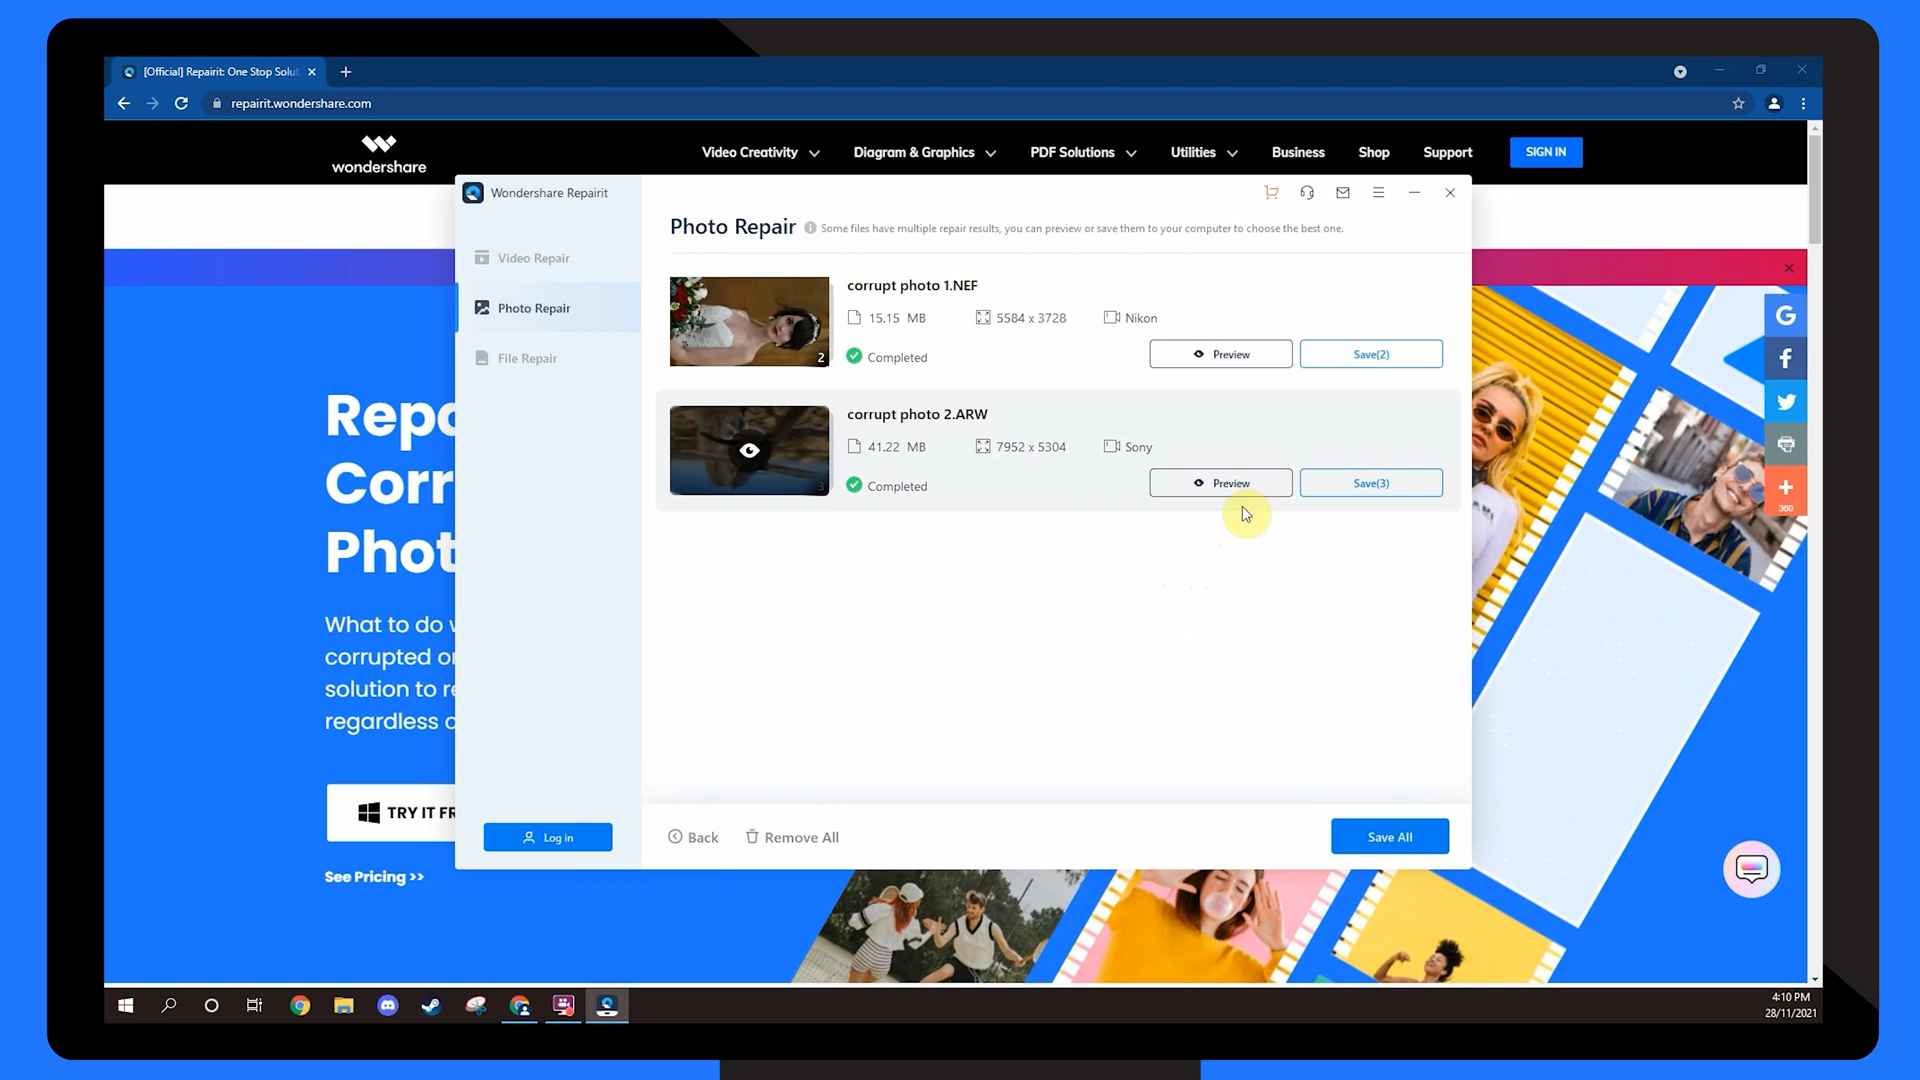 [Official] Repairit: One Stop Solut
repairit.wondershare.com
wondershare
Video Creativity
Diagram & Graphics
PDF Solutions
Utilities
Business
Shop
Support
SIGN IN
Wondershare Repairit
Video Repair
Photo Repair
File Repair
Log in
Photo Repair
Some files have multiple repair results, you can preview or save them to your computer to choose the best one.
corrupt photo 1.NEF
15.15 MB
5584 x 3728
Nikon
2
Completed
Preview
Save(2)
corrupt photo 2.ARW
41.22 MB
7952 x 5304
Sony
3
Completed
Preview
Save(3)
Back
Remove All
Save All
Repa
Corr
Phot
What to do
corrupted o
solution to re
regardless
TRY IT FR
See Pricing >>
360
4:10 PM
28/11/2021